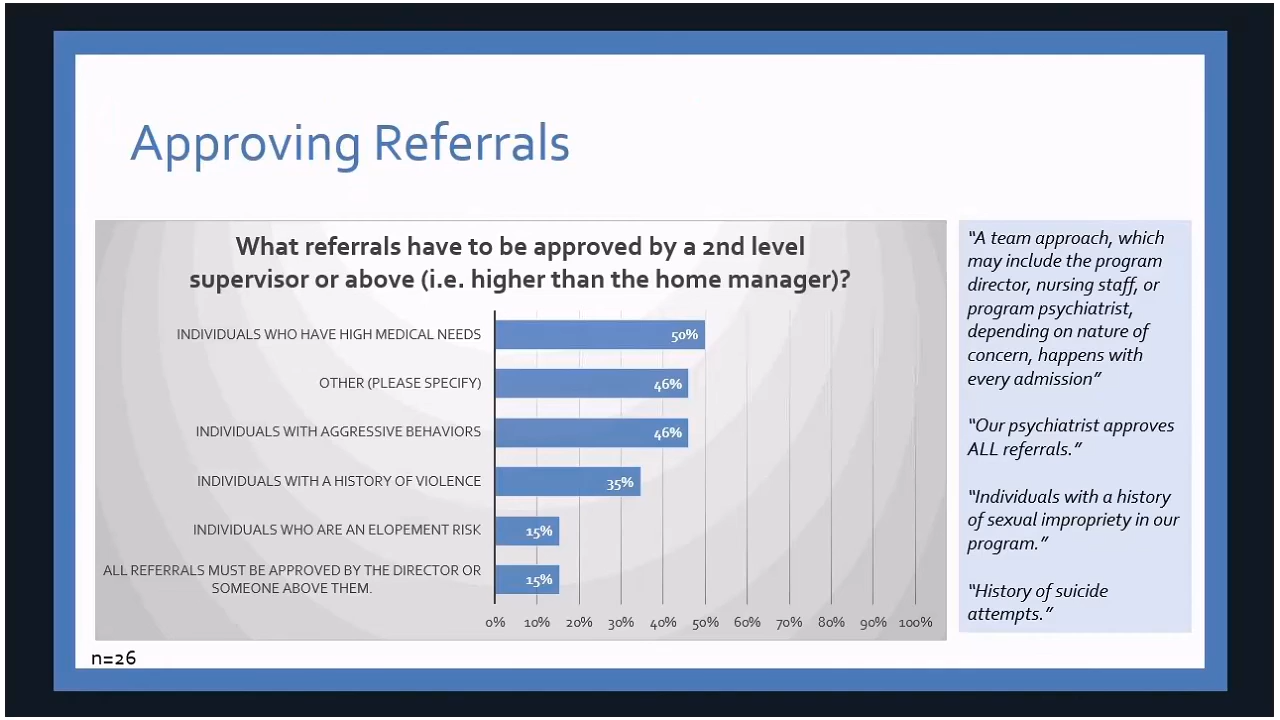 Approving Referrals
What referrals have to be approved by a 2nd level
supervisor or above (i.e. higher than the home manager)?
INDIVIDUALS WHO HAVE HIGH MEDICAL NEEDS
50%
OTHER (PLEASE SPECIFY)
46%
INDIVIDUALS WITH AGGRESSIVE BEHAVIORS
46%
INDIVIDUALS WITH A HISTORY OF VIOLENCE
35%
INDIVIDUALS WHO ARE AN ELOPEMENT RISK
15%
ALL REFERRALS MUST BE APPROVED BY THE DIRECTOR OR
SOMEONE ABOVE THEM.
15%
0% 10% 20% 30% 40% 50% 60% 70% 80% 90% 100%
n=26
“A team approach, which
may include the program
director, nursing staff, or
program psychiatrist,
depending on nature of
concern, happens with
every admission”
“Our psychiatrist approves
ALL referrals.”
“Individuals with a history
of sexual impropriety in our
program.”
“History of suicide
attempts.”